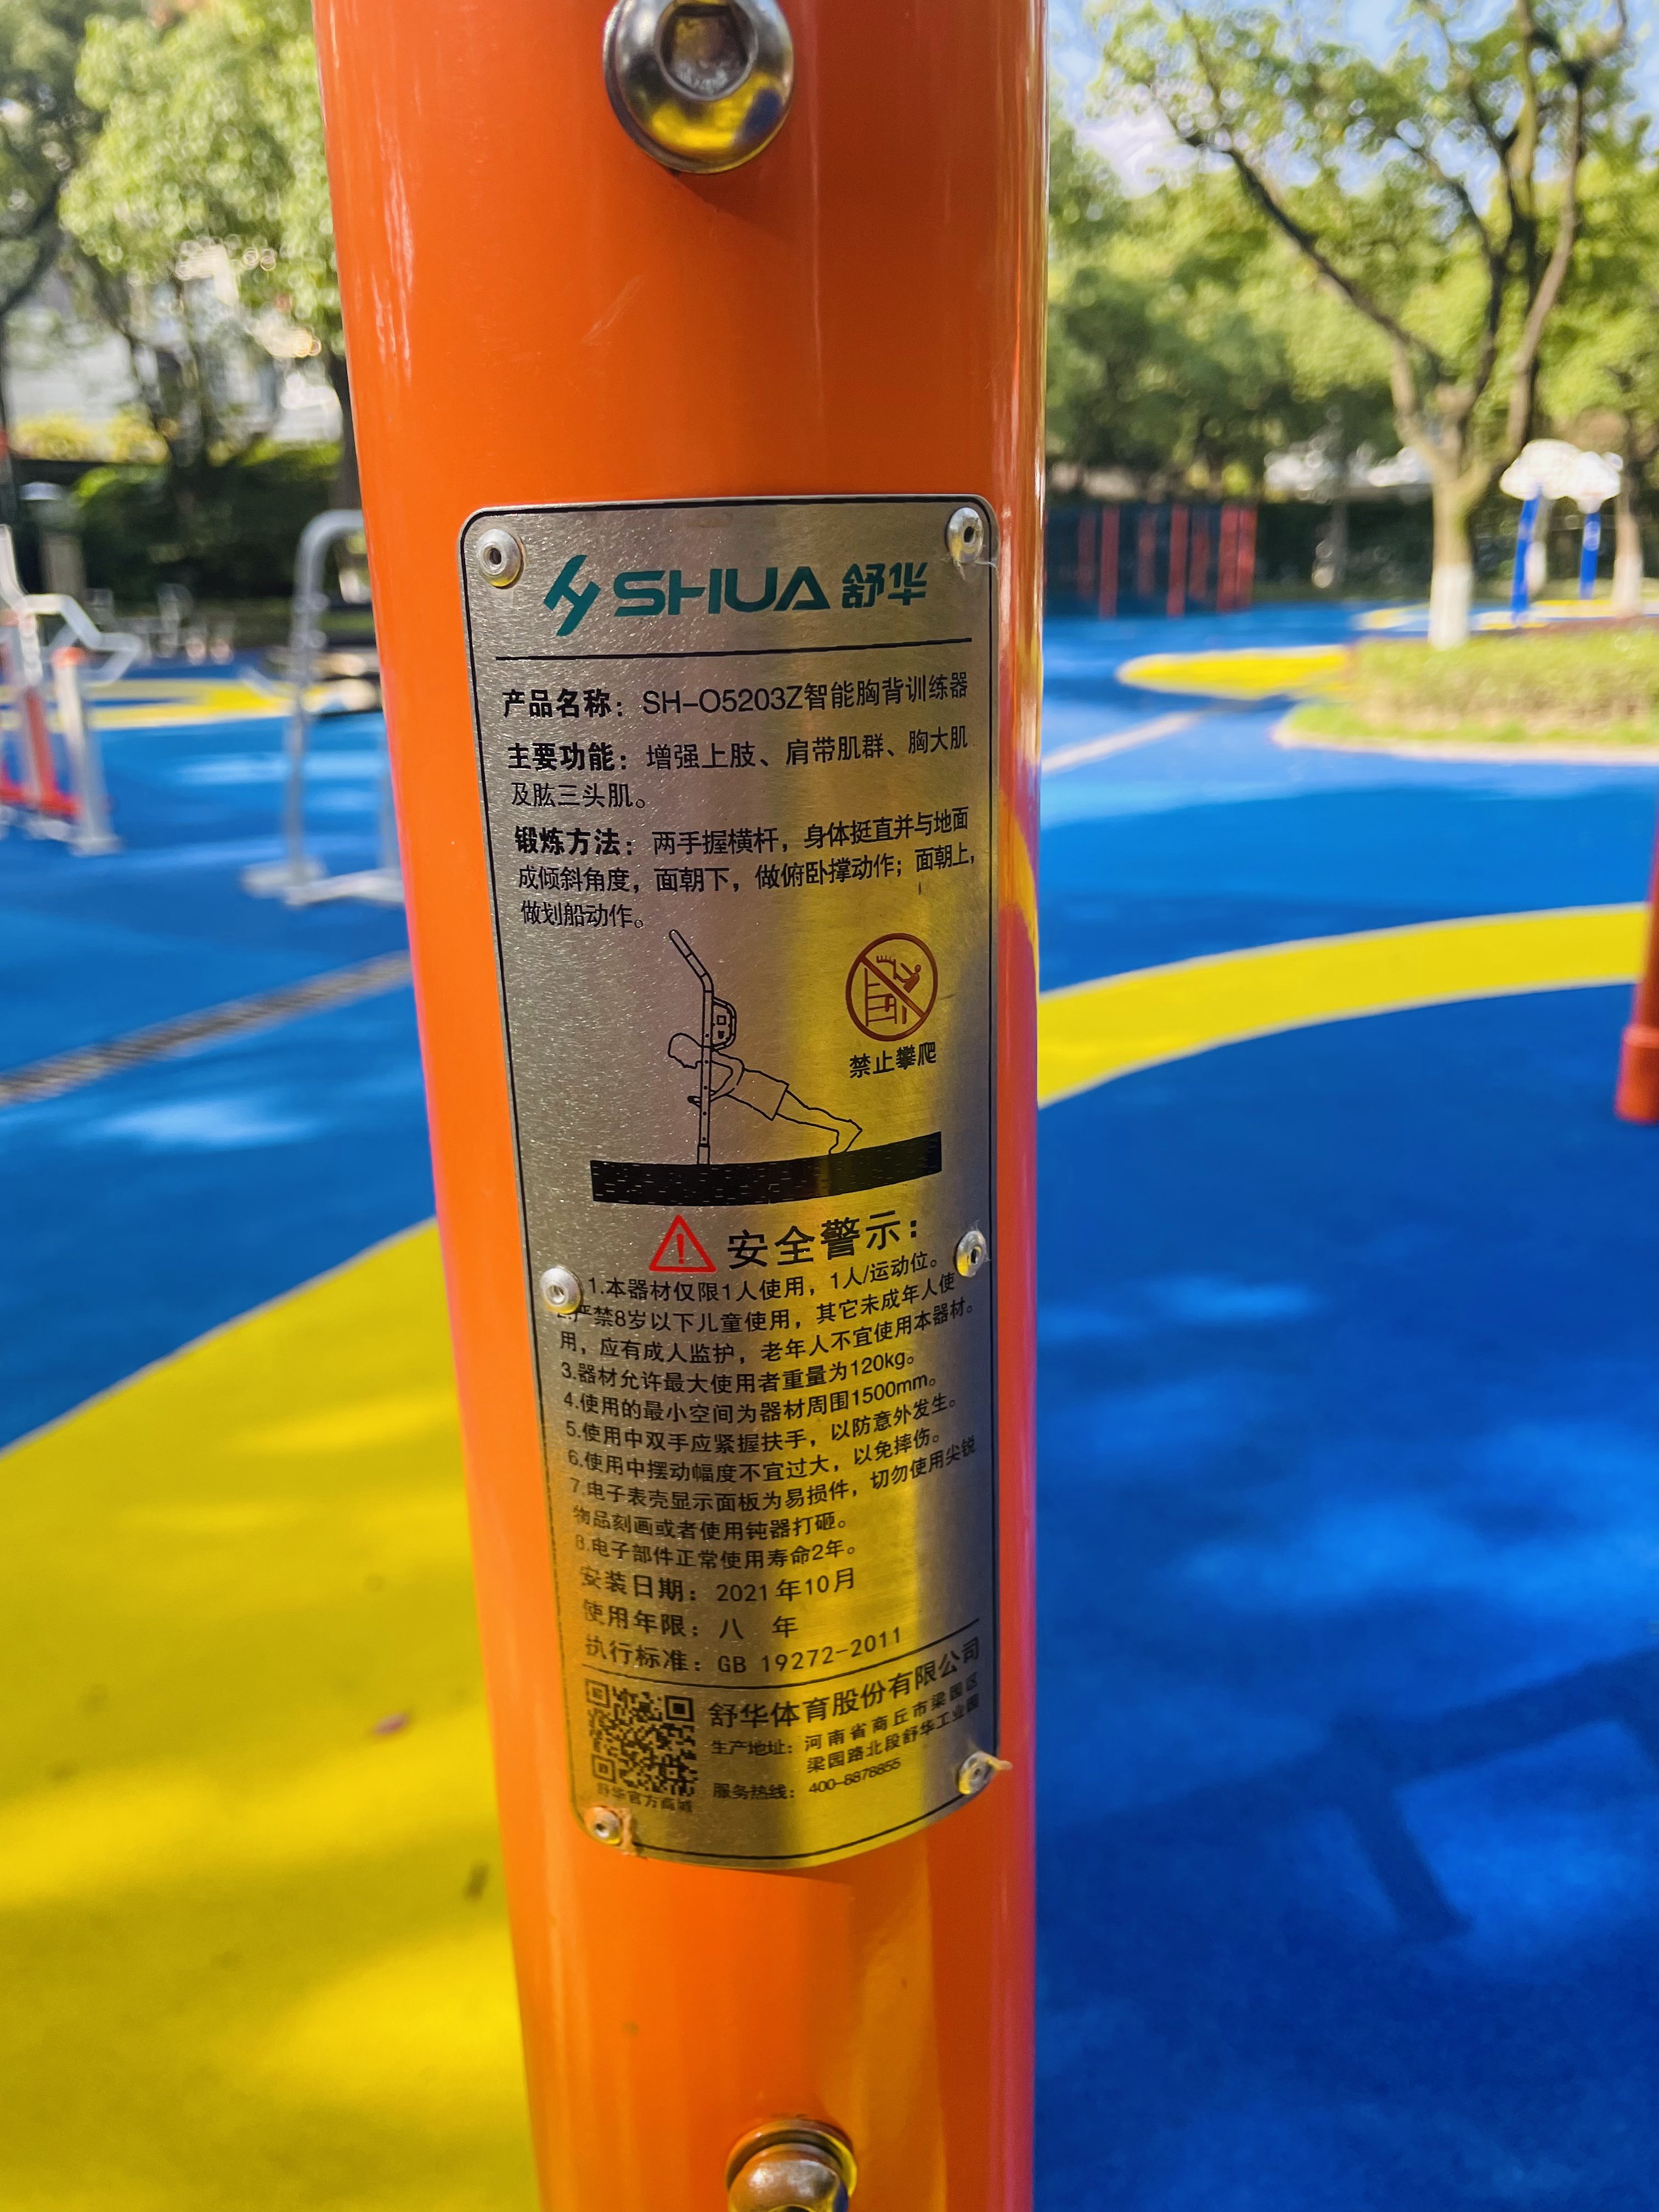 SHUA 舒华
产品名称：SH-O5203Z智能胸背训练器
主要功能：增强上肢、肩带肌群、胸大肌
及肱三头肌。
锻炼方法：两手握横杆，身体挺直并与地面
成倾斜角度，面朝下，做俯卧撑动作；面朝上，
做划船动作。
禁止攀爬
安全警示：
1.本器材仅限1人使用，1人/运动位。
2.严禁8岁以下儿童使用，其它未成年人使
用，应有成人监护，老年人不宜使用本器材。
3.器材允许最大使用者重量为120kg。
4.使用的最小空间为器材周围1500mm。
5.使用中双手应紧握扶手，以防意外发生。
6.使用中摆动幅度不宜过大，以免摔伤。
7.电子表壳显示面板为易损件，切勿使用尖锐
物品刻画或者使用钝器打砸。
8.电子部件正常使用寿命2年。
安装日期：2021年10月
使用年限：八 年
执行标准：GB 19272-2011
舒华体育股份有限公司
生产地址：河南省商丘市梁园区
梁园路北段舒华工业园
服务热线：400-8878855
舒华官方商城